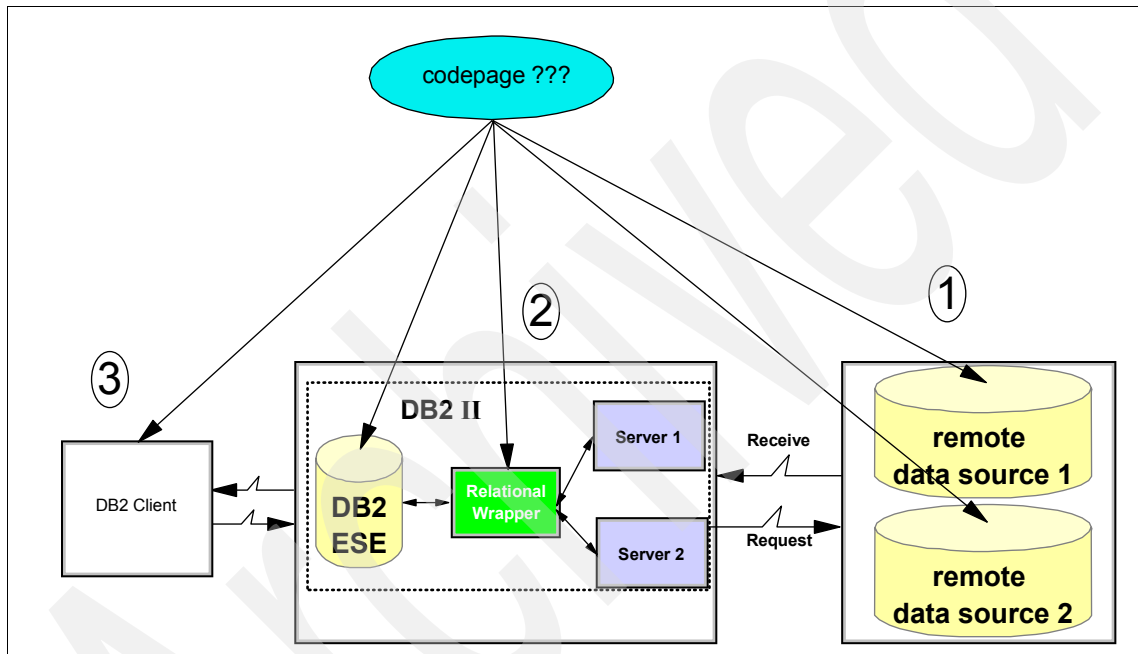 codepage ???
1
2
3
DB2 II
Server 1
Receive
remote
data source 1
DB2 Client
DB2
ESE
Relational
Wrapper
Server 2
Request
remote
data source 2
Archived